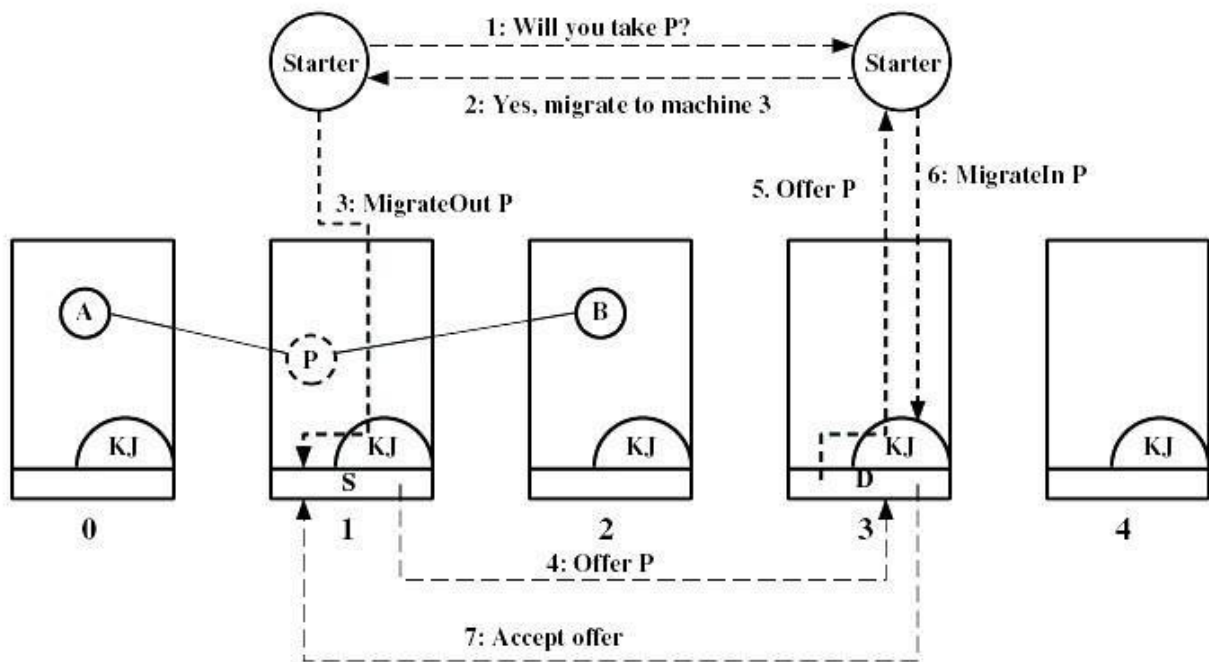 1: Will you take P?
Starter
Starter
2: Yes, migrate to machine 3
5. Offer P
6: MigrateIn P
3: MigrateOut P
A
B
P
KJ
KJ
KJ
KJ
KJ
S
D
0
1
2
3
4
4: Offer P
7: Accept offer